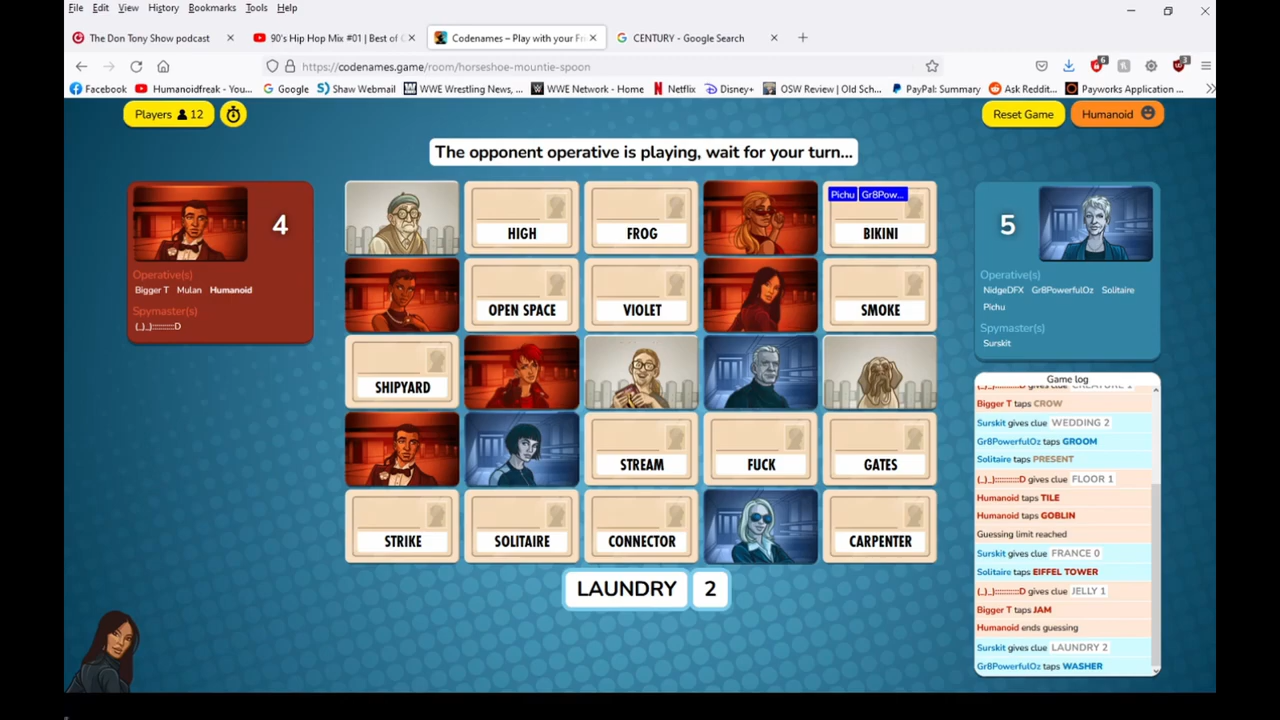 File Edit View History Bookmarks Tools Help
The Don Tony Show podcast
90's Hip Hop Mix #01 | Best of
Codenames – Play with your Fr
CENTURY - Google Search
https://codenames.game/room/horseshoe-mountie-spoon
6
3
Facebook
Humanoidfreak - You...
Google
Shaw Webmail
WWE Wrestling News, ...
WWE Network - Home
Netflix
Disney+
OSW Review | Old Sch...
PayPal: Summary
Ask Reddit...
Payworks Application ...
Players 12
Reset Game
Humanoid
The opponent operative is playing, wait for your turn...
4
Operative(s)
Bigger T Mulan Humanoid
Spymaster(s)
(_)_):::::::::::D
HIGH
FROG
Pichu Gr8Pow...
BIKINI
OPEN SPACE
VIOLET
SMOKE
SHIPYARD
STREAM
FUCK
GATES
STRIKE
SOLITAIRE
CONNECTOR
CARPENTER
LAUNDRY 2
5
Operative(s)
NidgeDFX Gr8PowerfulOz Solitaire
Pichu
Spymaster(s)
Surskit
Game log
(_)_):::::::::::D gives clue CREATURE 1
Bigger T taps CROW
Surskit gives clue WEDDING 2
Gr8PowerfulOz taps GROOM
Solitaire taps PRESENT
(_)_):::::::::::D gives clue FLOOR 1
Humanoid taps TILE
Humanoid taps GOBLIN
Guessing limit reached
Surskit gives clue FRANCE 0
Solitaire taps EIFFEL TOWER
(_)_):::::::::::D gives clue JELLY 1
Bigger T taps JAM
Humanoid ends guessing
Surskit gives clue LAUNDRY 2
Gr8PowerfulOz taps WASHER